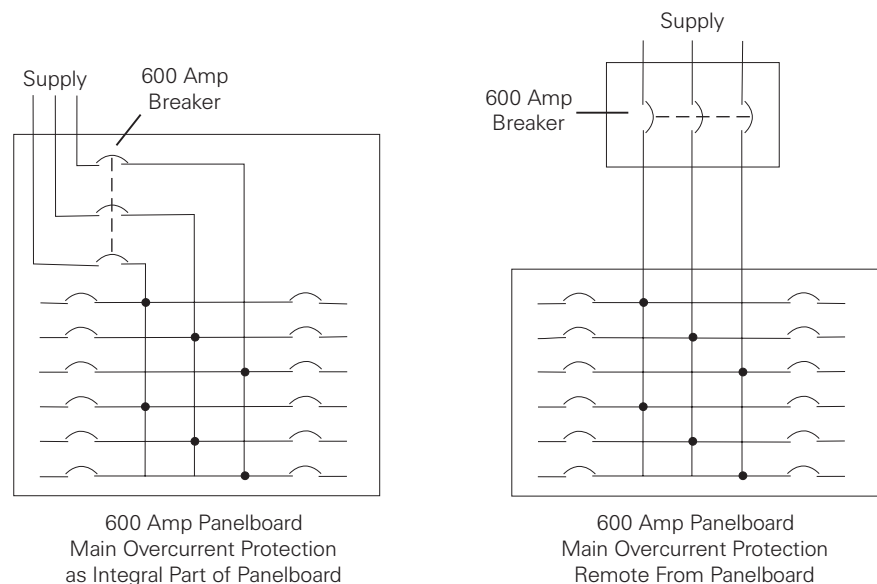 Supply
600 Amp
Breaker
600 Amp Panelboard
Main Overcurrent Protection
as Integral Part of Panelboard
Supply
600 Amp
Breaker
600 Amp Panelboard
Main Overcurrent Protection
Remote From Panelboard